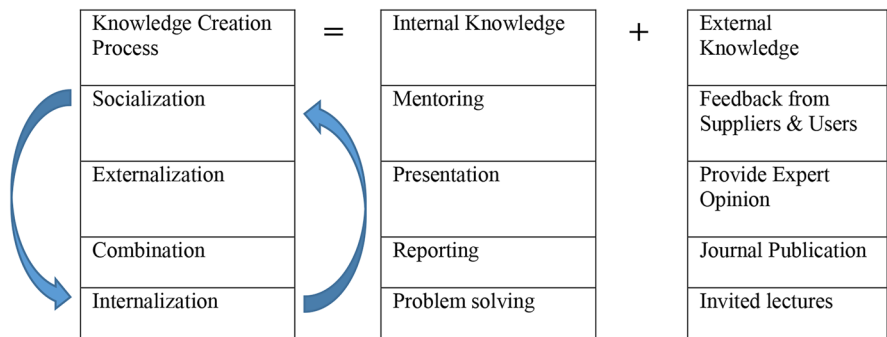 Knowledge Creation
Process
=
Internal Knowledge
+
External
Knowledge
Socialization
Mentoring
Feedback from
Suppliers & Users
Externalization
Presentation
Provide Expert
Opinion
Combination
Reporting
Journal Publication
Internalization
Problem solving
Invited lectures